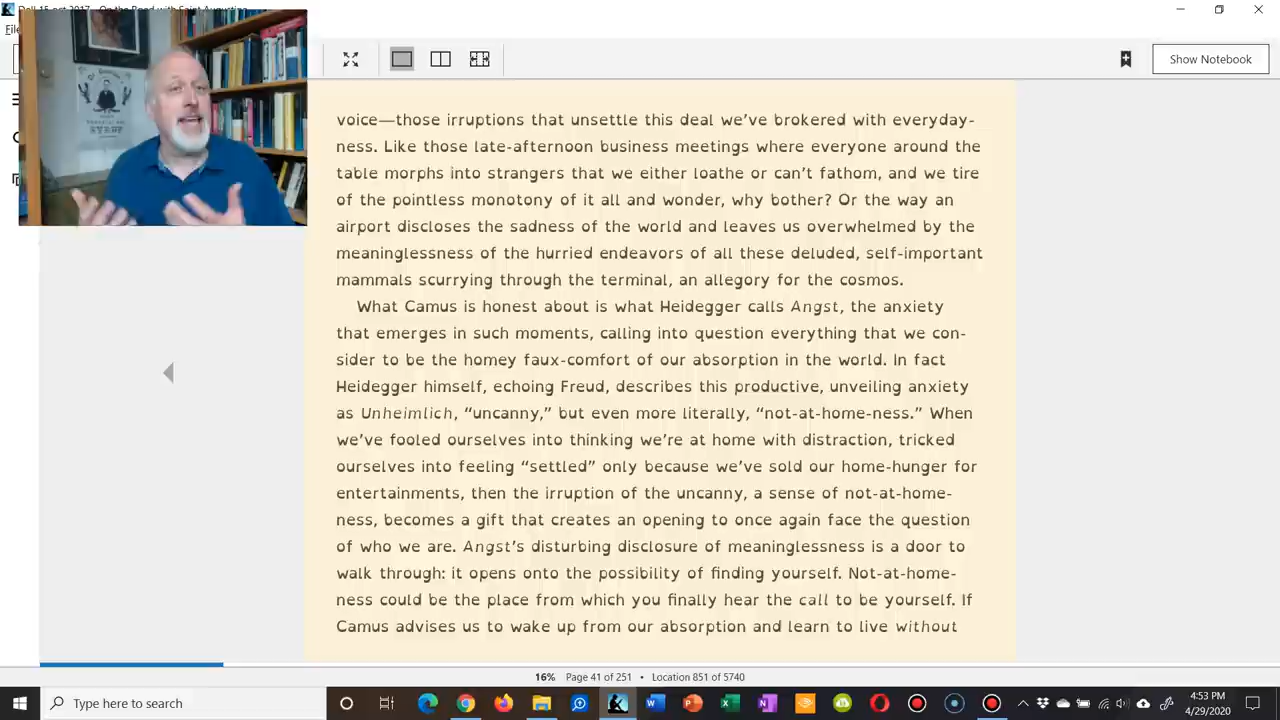 File
Show Notebook
voice—those irruptions that unsettle this deal we’ve brokered with everyday-
ness. Like those late-afternoon business meetings where everyone around the
table morphs into strangers that we either loathe or can’t fathom, and we tire
of the pointless monotony of it all and wonder, why bother? Or the way an
airport discloses the sadness of the world and leaves us overwhelmed by the
meaninglessness of the hurried endeavors of all these deluded, self-important
mammals scurrying through the terminal, an allegory for the cosmos.
What Camus is honest about is what Heidegger calls Angst, the anxiety
that emerges in such moments, calling into question everything that we con-
sider to be the homey faux-comfort of our absorption in the world. In fact
Heidegger himself, echoing Freud, describes this productive, unveiling anxiety
as Unheimlich, “uncanny,” but even more literally, “not-at-home-ness.” When
we’ve fooled ourselves into thinking we’re at home with distraction, tricked
ourselves into feeling “settled” only because we’ve sold our home-hunger for
entertainments, then the irruption of the uncanny, a sense of not-at-home-
ness, becomes a gift that creates an opening to once again face the question
of who we are. Angst’s disturbing disclosure of meaninglessness is a door to
walk through: it opens onto the possibility of finding yourself. Not-at-home-
ness could be the place from which you finally hear the call to be yourself. If
Camus advises us to wake up from our absorption and learn to live without
16% Page 41 of 251 • Location 851 of 5740
Type here to search
4:53 PM
4/29/2020